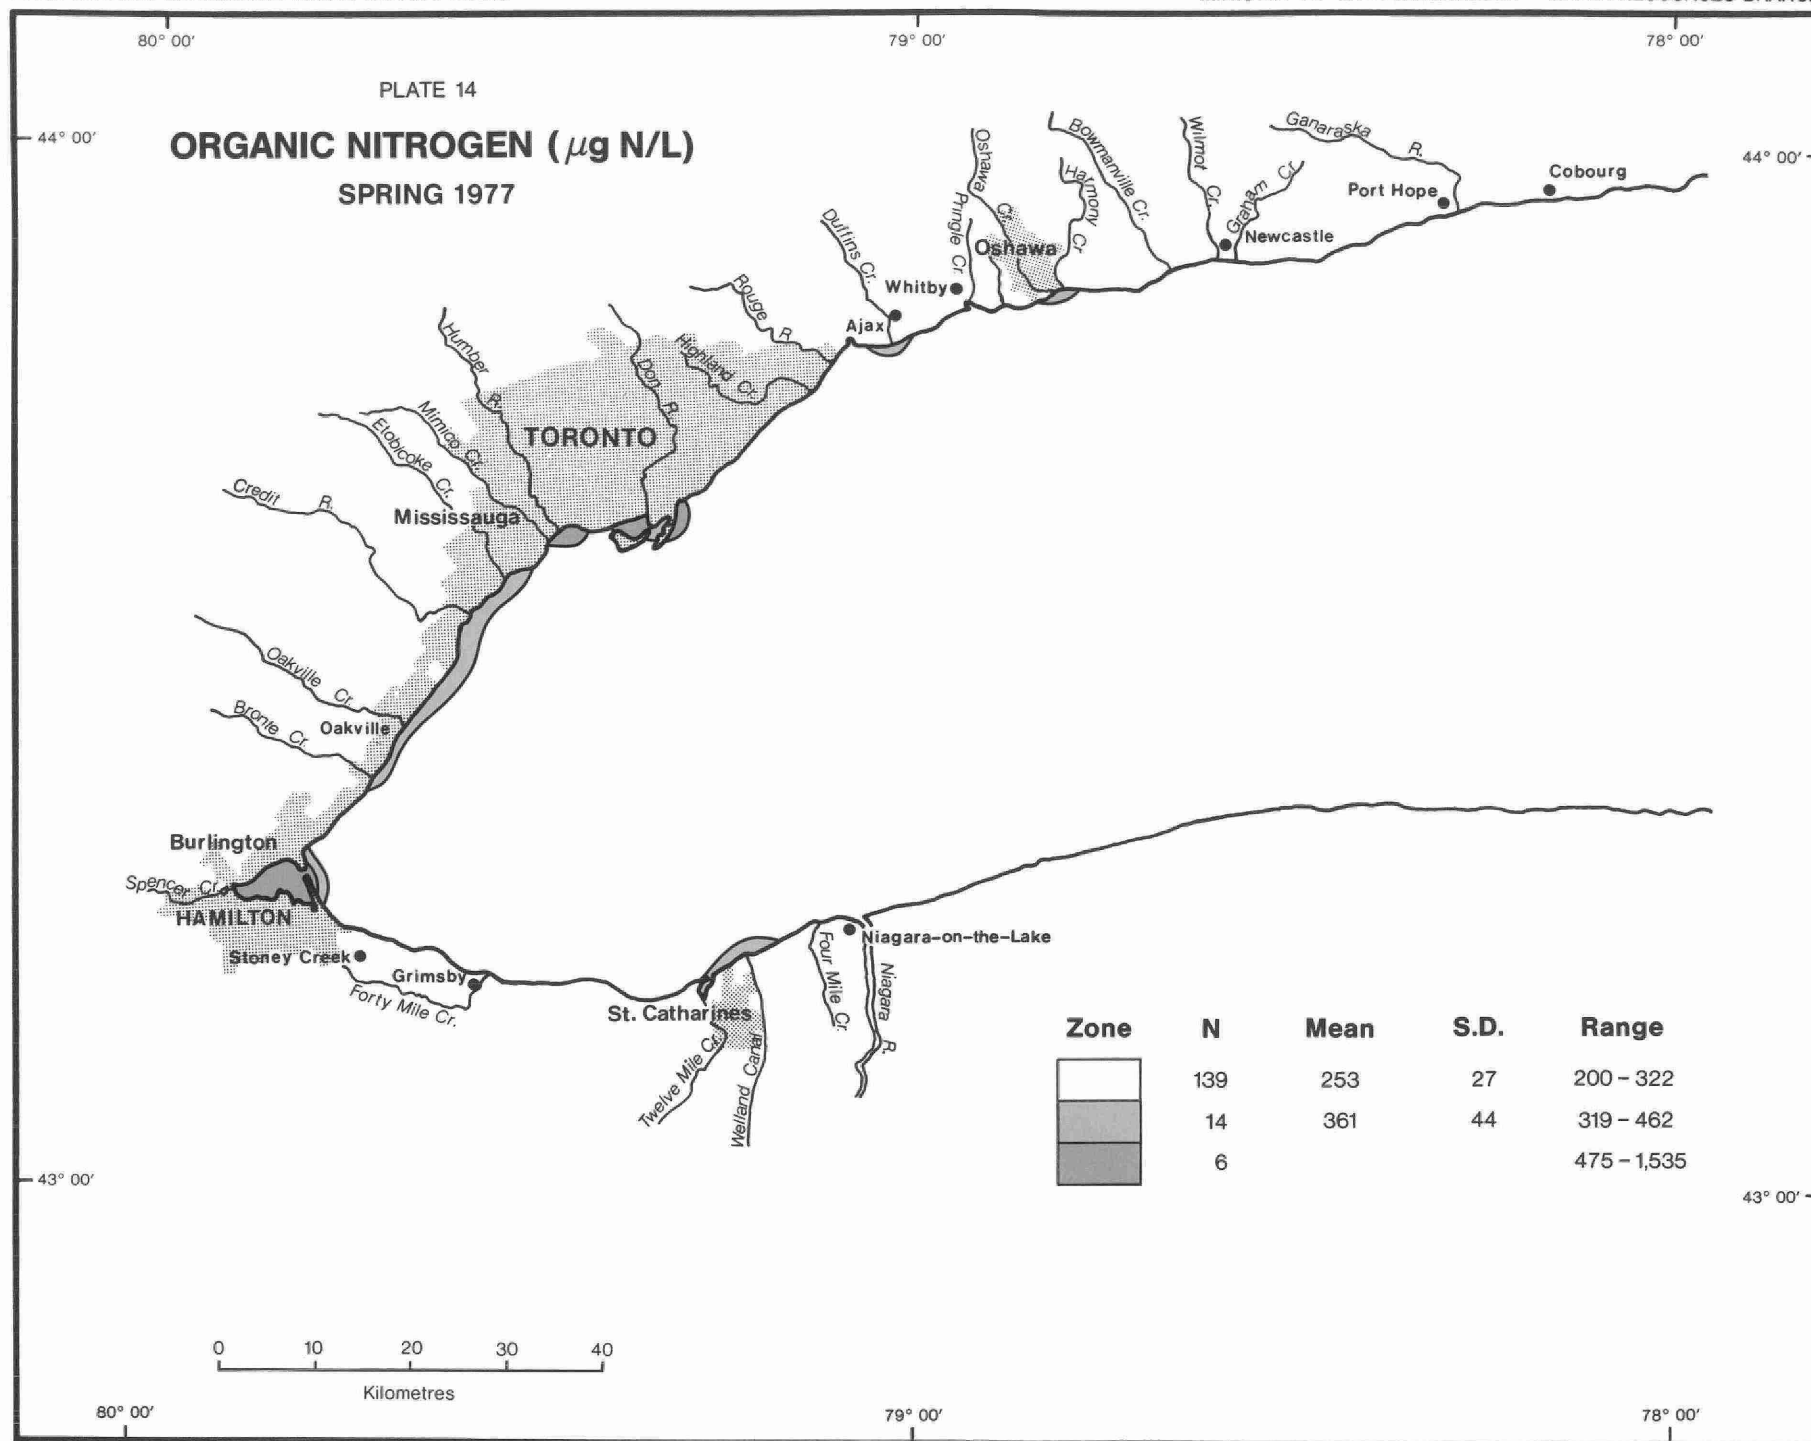 80° 00′ 79° 00′ 78° 00′
PLATE 14
ORGANIC NITROGEN (μg N/L)
SPRING 1977
44° 00′
44° 00′
Ganaraska R.
Cobourg
Port Hope
Wilmot Cr.
Graham Cr.
Newcastle
Bowmanville Cr.
Harmony Cr.
Oshawa Cr.
Oshawa
Pringle Cr.
Whitby
Duffins Cr.
Ajax
Rouge R.
Highland Cr.
Don R.
Humber R.
TORONTO
Mimico Cr.
Etobicoke Cr.
Mississauga
Credit R.
Oakville Cr.
Oakville
Bronte Cr.
Burlington
Spencer Cr.
HAMILTON
Stoney Creek
Grimsby
Forty Mile Cr.
St. Catharines
Twelve Mile Cr.
Welland Canal
Four Mile Cr.
Niagara-on-the-Lake
Niagara R.
Zone N Mean S.D. Range
139 253 27 200 – 322
14 361 44 319 – 462
6 475 – 1,535
43° 00′
43° 00′
0 10 20 30 40
Kilometres
80° 00′ 79° 00′ 78° 00′